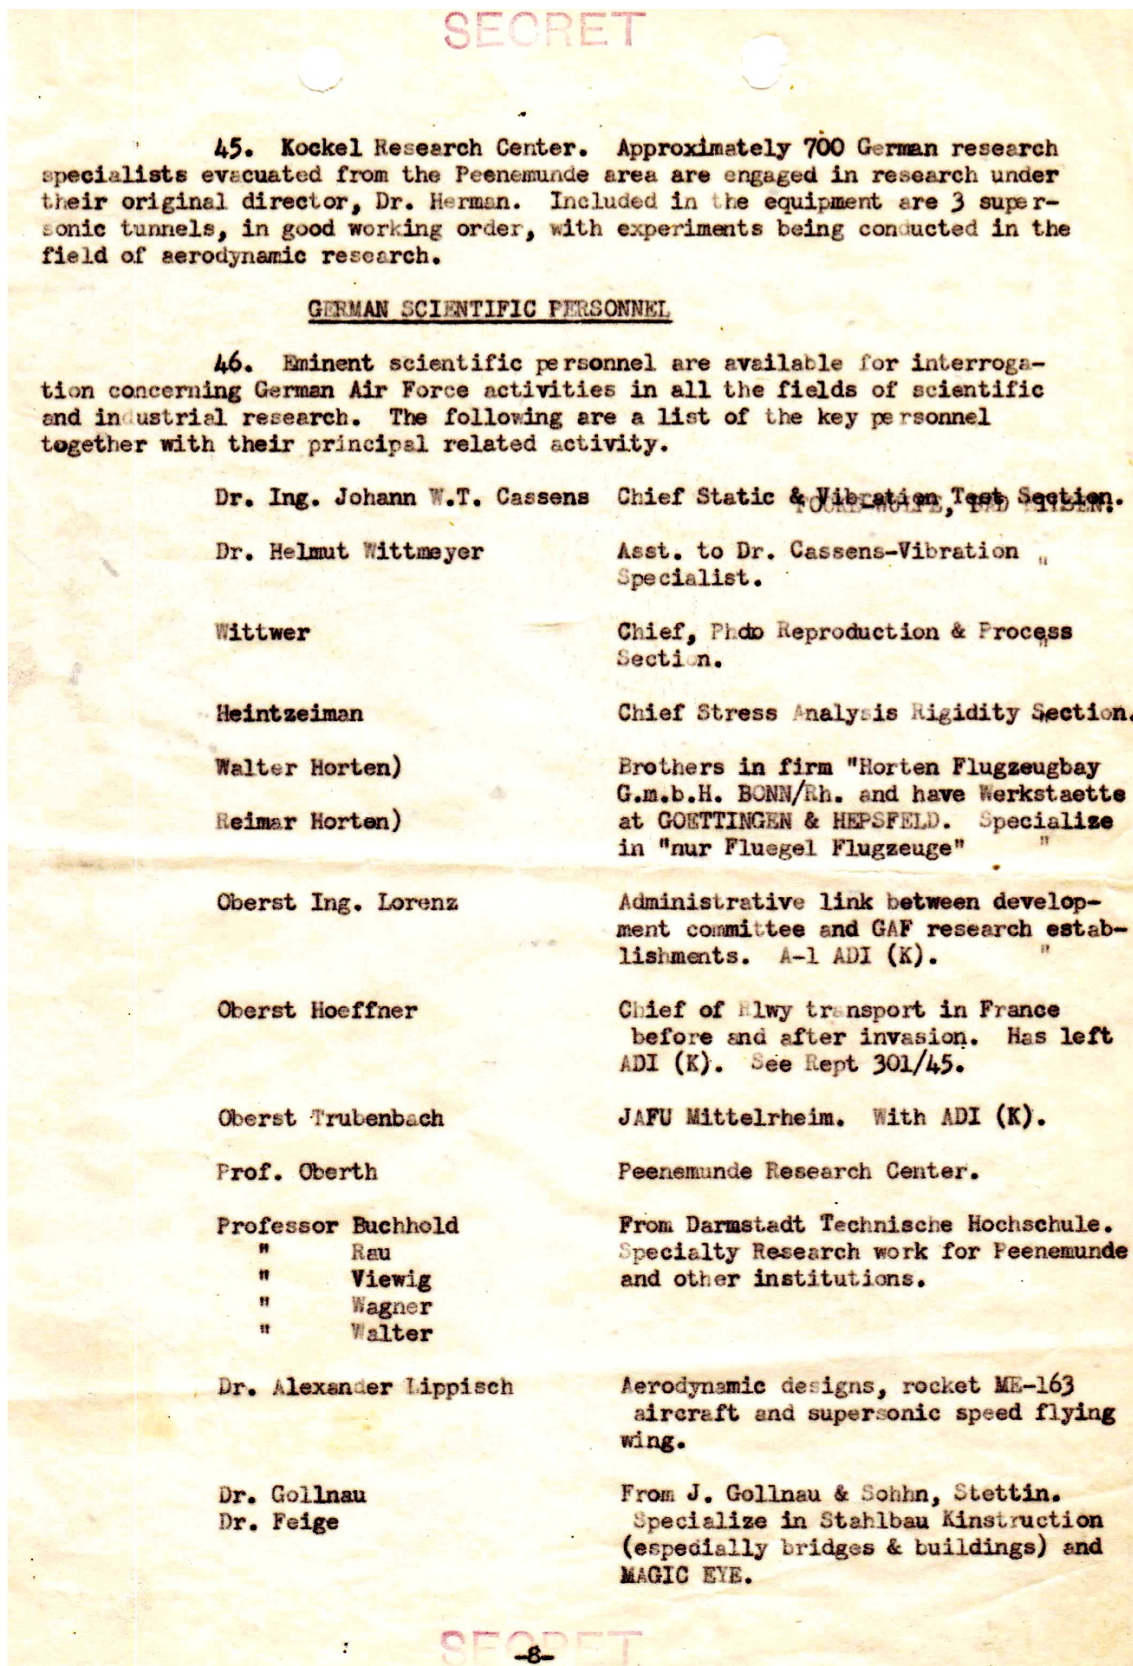 SECRET
45. Kockel Research Center. Approximately 700 German research
specialists evacuated from the Peenemunde area are engaged in research under
their original director, Dr. Herman. Included in the equipment are 3 super-
sonic tunnels, in good working order, with experiments being conducted in the
field of aerodynamic research.
GERMAN SCIENTIFIC PERSONNEL
46. Eminent scientific personnel are available for interroga-
tion concerning German Air Force activities in all the fields of scientific
and industrial research. The following are a list of the key personnel
together with their principal related activity.
Dr. Ing. Johann W.T. Cassens Chief Static & Vibration Test Section.
Dr. Helmut Wittmeyer Asst. to Dr. Cassens-Vibration "
Specialist.
Wittwer Chief, Phdo Reproduction & Process
Section. "
Heintzeiman Chief Stress Analysis Rigidity Section.
Walter Horten) Brothers in firm "Horten Flugzeugbay
G.m.b.H. BONN/Rh. and have Werkstaette
Reimar Horten) at GOETTINGEN & HEPSFELD. Specialize
in "nur Fluegel Flugzeuge" "
Oberst Ing. Lorenz Administrative link between develop-
ment committee and GAF research estab-
lishments. A-1 ADI (K). "
Oberst Hoeffner Chief of Rlwy transport in France
before and after invasion. Has left
ADI (K). See Rept 301/45.
Oberst Trubenbach JAFU Mittelrheim. With ADI (K).
Prof. Oberth Peenemunde Research Center.
Professor Buchhold From Darmstadt Technische Hochschule.
" Rau Specialty Research work for Peenemunde
" Viewig and other institutions.
" Wagner
" Walter
Dr. Alexander Lippisch Aerodynamic designs, rocket ME-163
aircraft and supersonic speed flying
wing.
Dr. Gollnau From J. Gollnau & Sohhn, Stettin.
Dr. Feige Specialize in Stahlbau Kinstruction
(especially bridges & buildings) and
MAGIC EYE.
SECRET
-8-